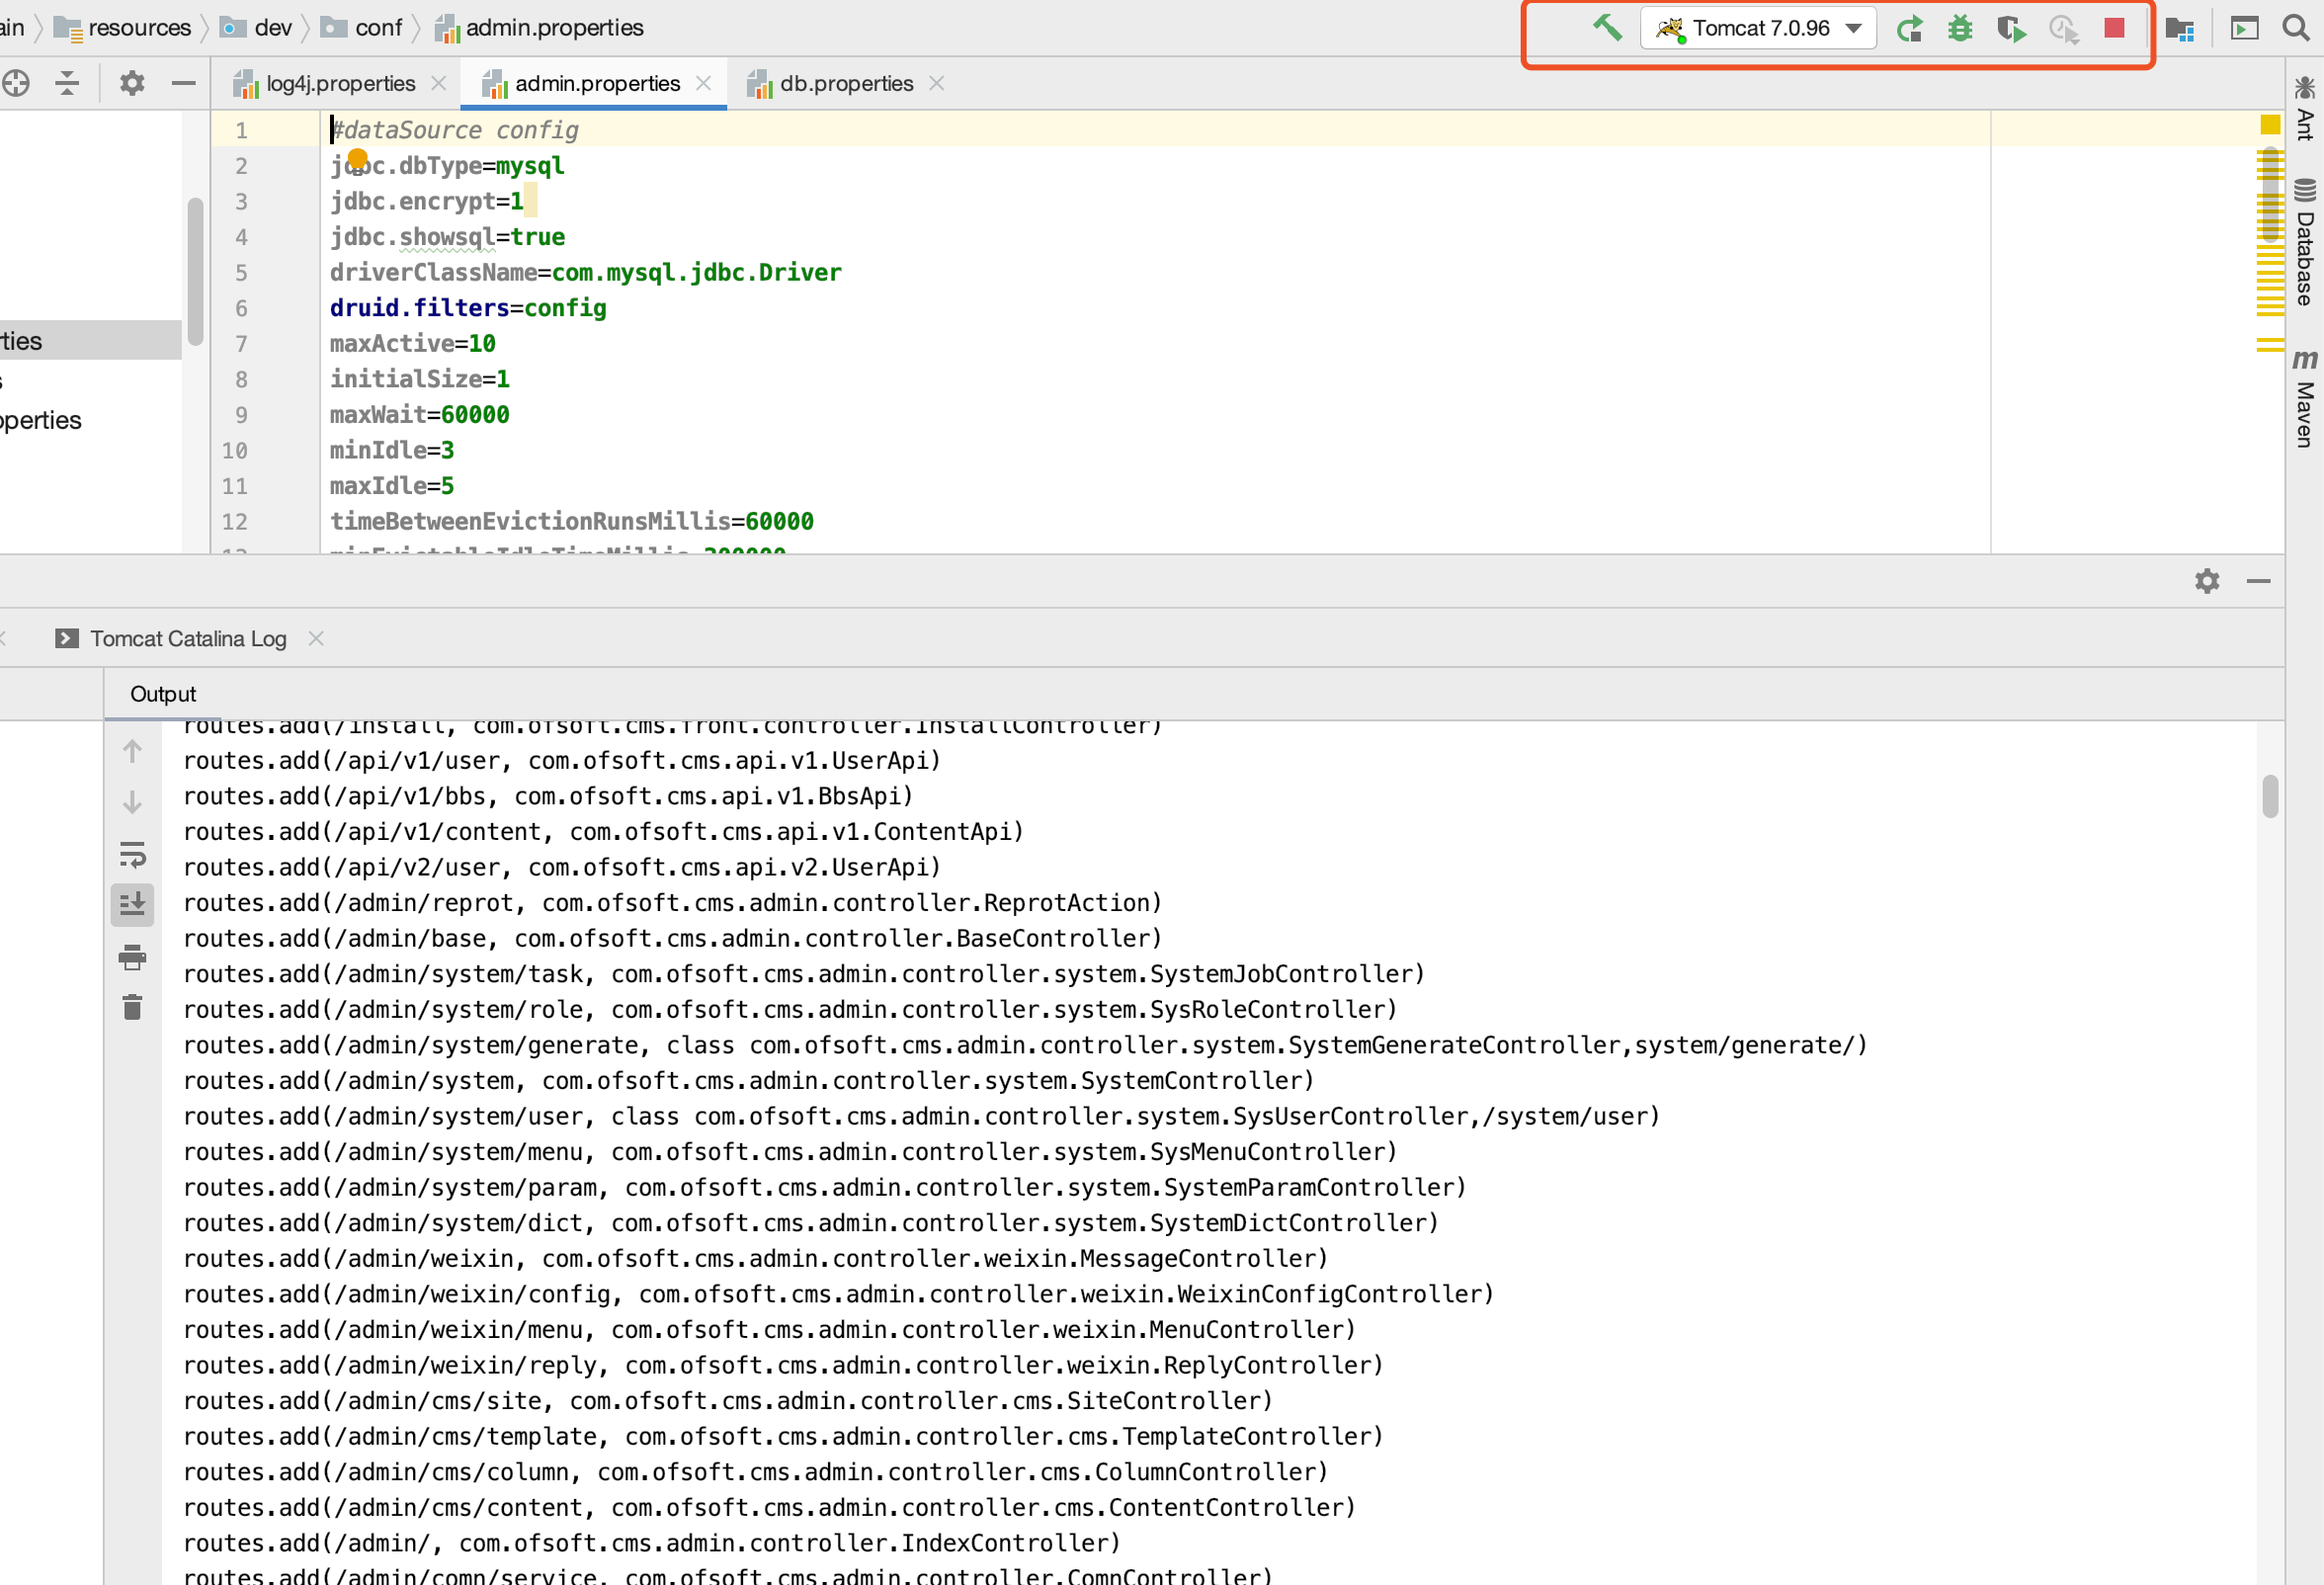 ain resources dev conf admin.properties Tomcat 7.0.96
log4j.properties admin.properties db.properties
1 #dataSource config
2 jdbc.dbType=mysql
3 jdbc.encrypt=1
4 jdbc.showsql=true
5 driverClassName=com.mysql.jdbc.Driver
6 druid.filters=config
7 maxActive=10
8 initialSize=1
9 maxWait=60000
10 minIdle=3
11 maxIdle=5
12 timeBetweenEvictionRunsMillis=60000
13 minEvictableIdleTimeMillis=300000
rties
s
operties
Ant
Database
m
Maven
Tomcat Catalina Log
Output
routes.add(/install, com.ofsoft.cms.front.controller.InstallController)
routes.add(/api/v1/user, com.ofsoft.cms.api.v1.UserApi)
routes.add(/api/v1/bbs, com.ofsoft.cms.api.v1.BbsApi)
routes.add(/api/v1/content, com.ofsoft.cms.api.v1.ContentApi)
routes.add(/api/v2/user, com.ofsoft.cms.api.v2.UserApi)
routes.add(/admin/reprot, com.ofsoft.cms.admin.controller.ReprotAction)
routes.add(/admin/base, com.ofsoft.cms.admin.controller.BaseController)
routes.add(/admin/system/task, com.ofsoft.cms.admin.controller.system.SystemJobController)
routes.add(/admin/system/role, com.ofsoft.cms.admin.controller.system.SysRoleController)
routes.add(/admin/system/generate, class com.ofsoft.cms.admin.controller.system.SystemGenerateController,system/generate/)
routes.add(/admin/system, com.ofsoft.cms.admin.controller.system.SystemController)
routes.add(/admin/system/user, class com.ofsoft.cms.admin.controller.system.SysUserController,/system/user)
routes.add(/admin/system/menu, com.ofsoft.cms.admin.controller.system.SysMenuController)
routes.add(/admin/system/param, com.ofsoft.cms.admin.controller.system.SystemParamController)
routes.add(/admin/system/dict, com.ofsoft.cms.admin.controller.system.SystemDictController)
routes.add(/admin/weixin, com.ofsoft.cms.admin.controller.weixin.MessageController)
routes.add(/admin/weixin/config, com.ofsoft.cms.admin.controller.weixin.WeixinConfigController)
routes.add(/admin/weixin/menu, com.ofsoft.cms.admin.controller.weixin.MenuController)
routes.add(/admin/weixin/reply, com.ofsoft.cms.admin.controller.weixin.ReplyController)
routes.add(/admin/cms/site, com.ofsoft.cms.admin.controller.cms.SiteController)
routes.add(/admin/cms/template, com.ofsoft.cms.admin.controller.cms.TemplateController)
routes.add(/admin/cms/column, com.ofsoft.cms.admin.controller.cms.ColumnController)
routes.add(/admin/cms/content, com.ofsoft.cms.admin.controller.cms.ContentController)
routes.add(/admin/, com.ofsoft.cms.admin.controller.IndexController)
routes.add(/admin/comn/service, com.ofsoft.cms.admin.controller.ComnController)